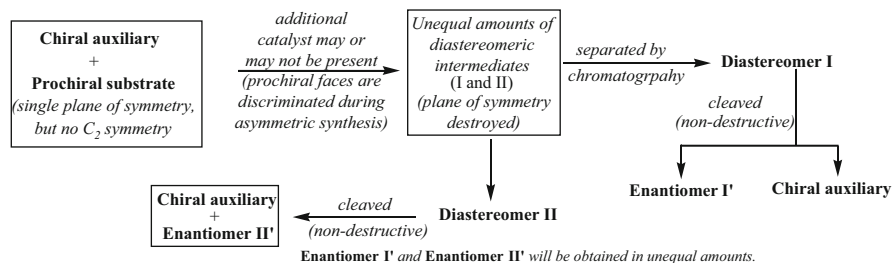 Chiral auxiliary
+
Prochiral substrate
(single plane of symmetry,
but no C2 symmetry
additional
catalyst may or
may not be present
(prochiral faces are
discriminated during
asymmetric synthesis)
Unequal amounts of
diastereomeric
intermediates
(I and II)
(plane of symmetry
destroyed)
separated by
chromatogrpahy
Diastereomer I
cleaved
(non-destructive)
Enantiomer I'
Chiral auxiliary
Diastereomer II
cleaved
(non-destructive)
Chiral auxiliary
+
Enantiomer II'
Enantiomer I' and Enantiomer II' will be obtained in unequal amounts.